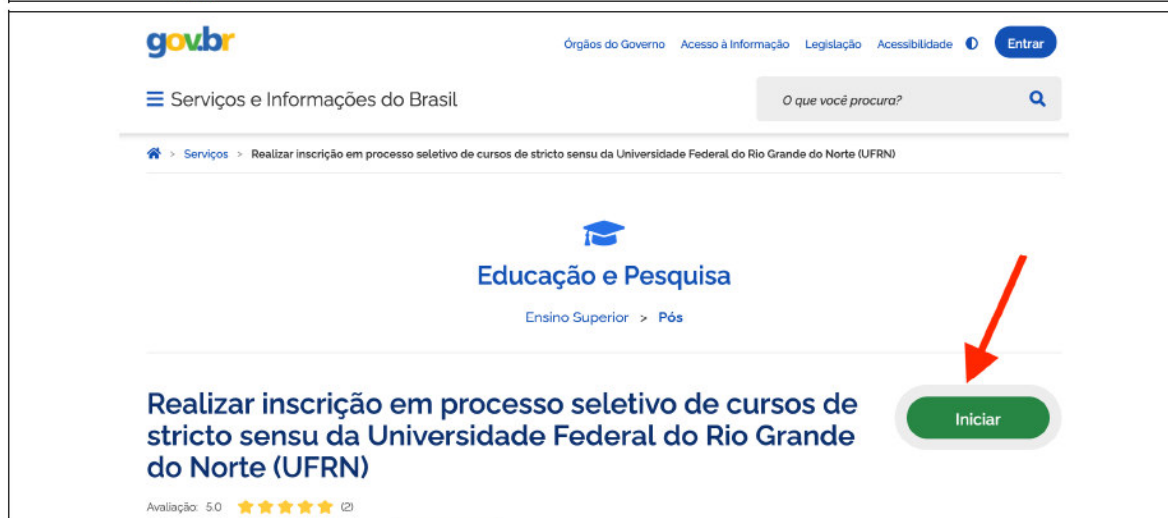 gov.br
Órgãos do Governo Acesso à Informação Legislação Acessibilidade Entrar
Serviços e Informações do Brasil O que você procura?
> Serviços > Realizar inscrição em processo seletivo de cursos de stricto sensu da Universidade Federal do Rio Grande do Norte (UFRN)
Educação e Pesquisa
Ensino Superior > Pós
Realizar inscrição em processo seletivo de cursos de
stricto sensu da Universidade Federal do Rio Grande
do Norte (UFRN)
Iniciar
Avaliação: 5.0 (2)